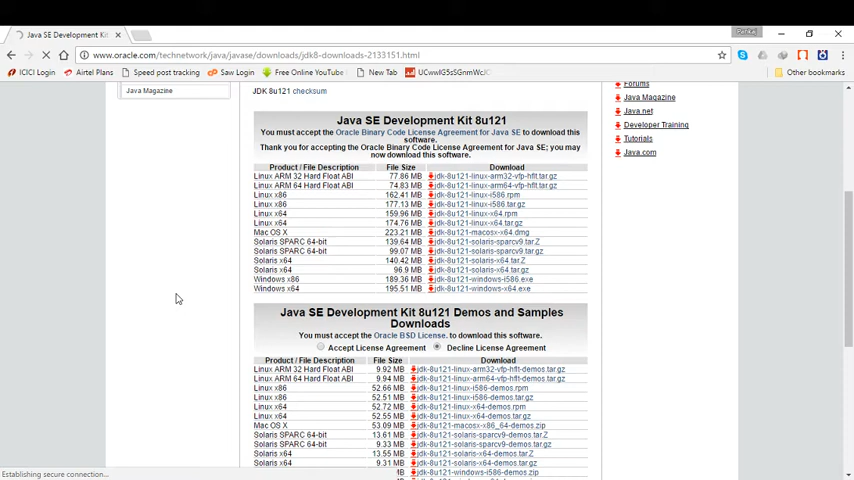 Java SE Development Kit
Pankaj
www.oracle.com/technetwork/java/javase/downloads/jdk8-downloads-2133151.html
ICICI Login Airtel Plans Speed post tracking Saw Login Free Online YouTube New Tab Other bookmarks
Java Magazine
JDK 8u121 checksum
Java SE Development Kit 8u121
You must accept the Oracle Binary Code License Agreement for Java SE to download this
software.
Thank you for accepting the Oracle Binary Code License Agreement for Java SE; you may
now download this software.
Product / File Description File Size Download
Linux ARM 32 Hard Float ABI 77.86 MB jdk-8u121-linux-arm32-vfp-hflt.tar.gz
Linux ARM 64 Hard Float ABI 74.83 MB jdk-8u121-linux-arm64-vfp-hflt.tar.gz
Linux x86 162.41 MB jdk-8u121-linux-i586.rpm
Linux x86 177.13 MB jdk-8u121-linux-i586.tar.gz
Linux x64 159.96 MB jdk-8u121-linux-x64.rpm
Linux x64 174.76 MB jdk-8u121-linux-x64.tar.gz
Mac OS X 223.21 MB jdk-8u121-macosx-x64.dmg
Solaris SPARC 64-bit 139.64 MB jdk-8u121-solaris-sparcv9.tar.Z
Solaris SPARC 64-bit 99.07 MB jdk-8u121-solaris-sparcv9.tar.gz
Solaris x64 140.42 MB jdk-8u121-solaris-x64.tar.Z
Solaris x64 96.9 MB jdk-8u121-solaris-x64.tar.gz
Windows x86 189.36 MB jdk-8u121-windows-i586.exe
Windows x64 195.51 MB jdk-8u121-windows-x64.exe
Java SE Development Kit 8u121 Demos and Samples
Downloads
You must accept the Oracle BSD License. to download this software.
Accept License Agreement Decline License Agreement
Product / File Description File Size Download
Linux ARM 32 Hard Float ABI 9.92 MB jdk-8u121-linux-arm32-vfp-hflt-demos.tar.gz
Linux ARM 64 Hard Float ABI 9.94 MB jdk-8u121-linux-arm64-vfp-hflt-demos.tar.gz
Linux x86 52.66 MB jdk-8u121-linux-i586-demos.rpm
Linux x86 52.51 MB jdk-8u121-linux-i586-demos.tar.gz
Linux x64 52.72 MB jdk-8u121-linux-x64-demos.rpm
Linux x64 52.55 MB jdk-8u121-linux-x64-demos.tar.gz
Mac OS X 53.09 MB jdk-8u121-macosx-x86_64-demos.zip
Solaris SPARC 64-bit 13.61 MB jdk-8u121-solaris-sparcv9-demos.tar.Z
Solaris SPARC 64-bit 9.33 MB jdk-8u121-solaris-sparcv9-demos.tar.gz
Solaris x64 13.55 MB jdk-8u121-solaris-x64-demos.tar.Z
Solaris x64 9.31 MB jdk-8u121-solaris-x64-demos.tar.gz
jdk-8u121-windows-i586-demos.zip
Forums
Java Magazine
Java.net
Developer Training
Tutorials
Java.com
Establishing secure connection...